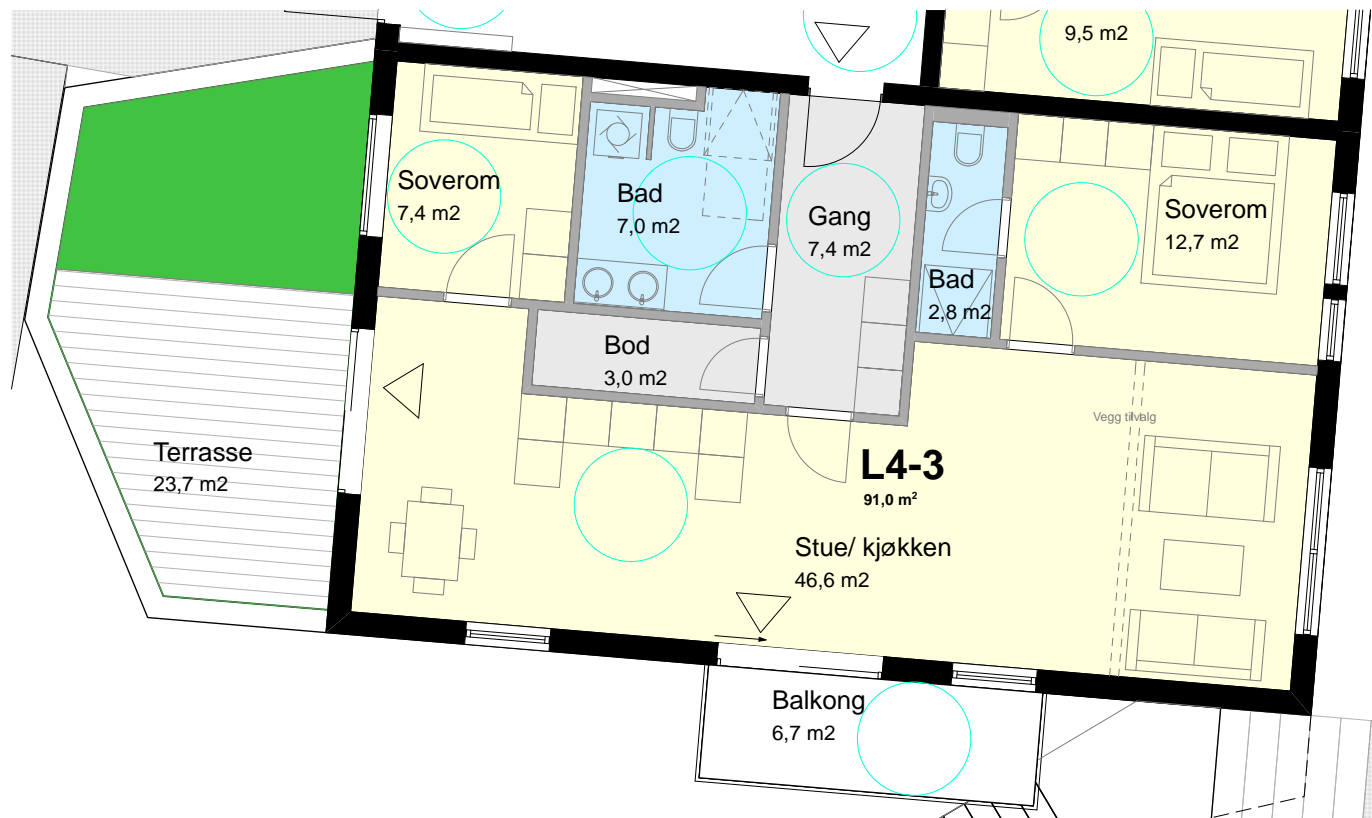 9,5 m2
Soverom
7,4 m2
Bad
7,0 m2
Gang
7,4 m2
Bad
2,8 m2
Soverom
12,7 m2
Bod
3,0 m2
Vegg tilvalg
Terrasse
23,7 m2
L4-3
91,0 m²
Stue/ kjøkken
46,6 m2
Balkong
6,7 m2